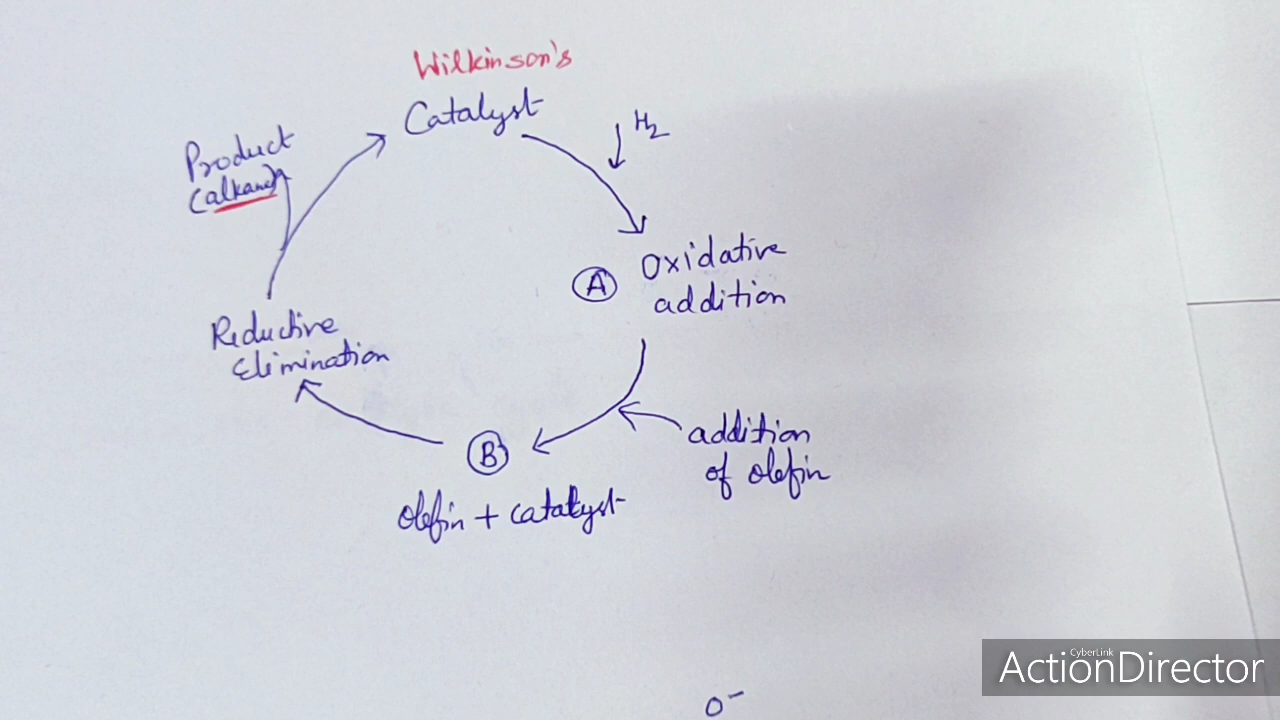 Wilkinson's
Catalyst
H2
Product
(alkane)
Oxidative
A
addition
Reductive
Elimination
addition
of olefin
B
olefin + catalyst
CyberLink
ActionDirector
O-